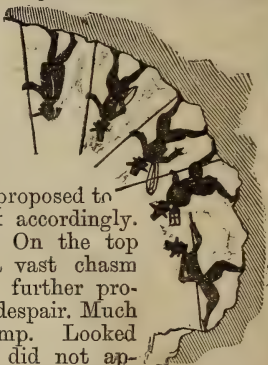 proposed to
accordingly.
On the top
vast chasm
further pro-
despair. Much
mp. Looked
did not ap-